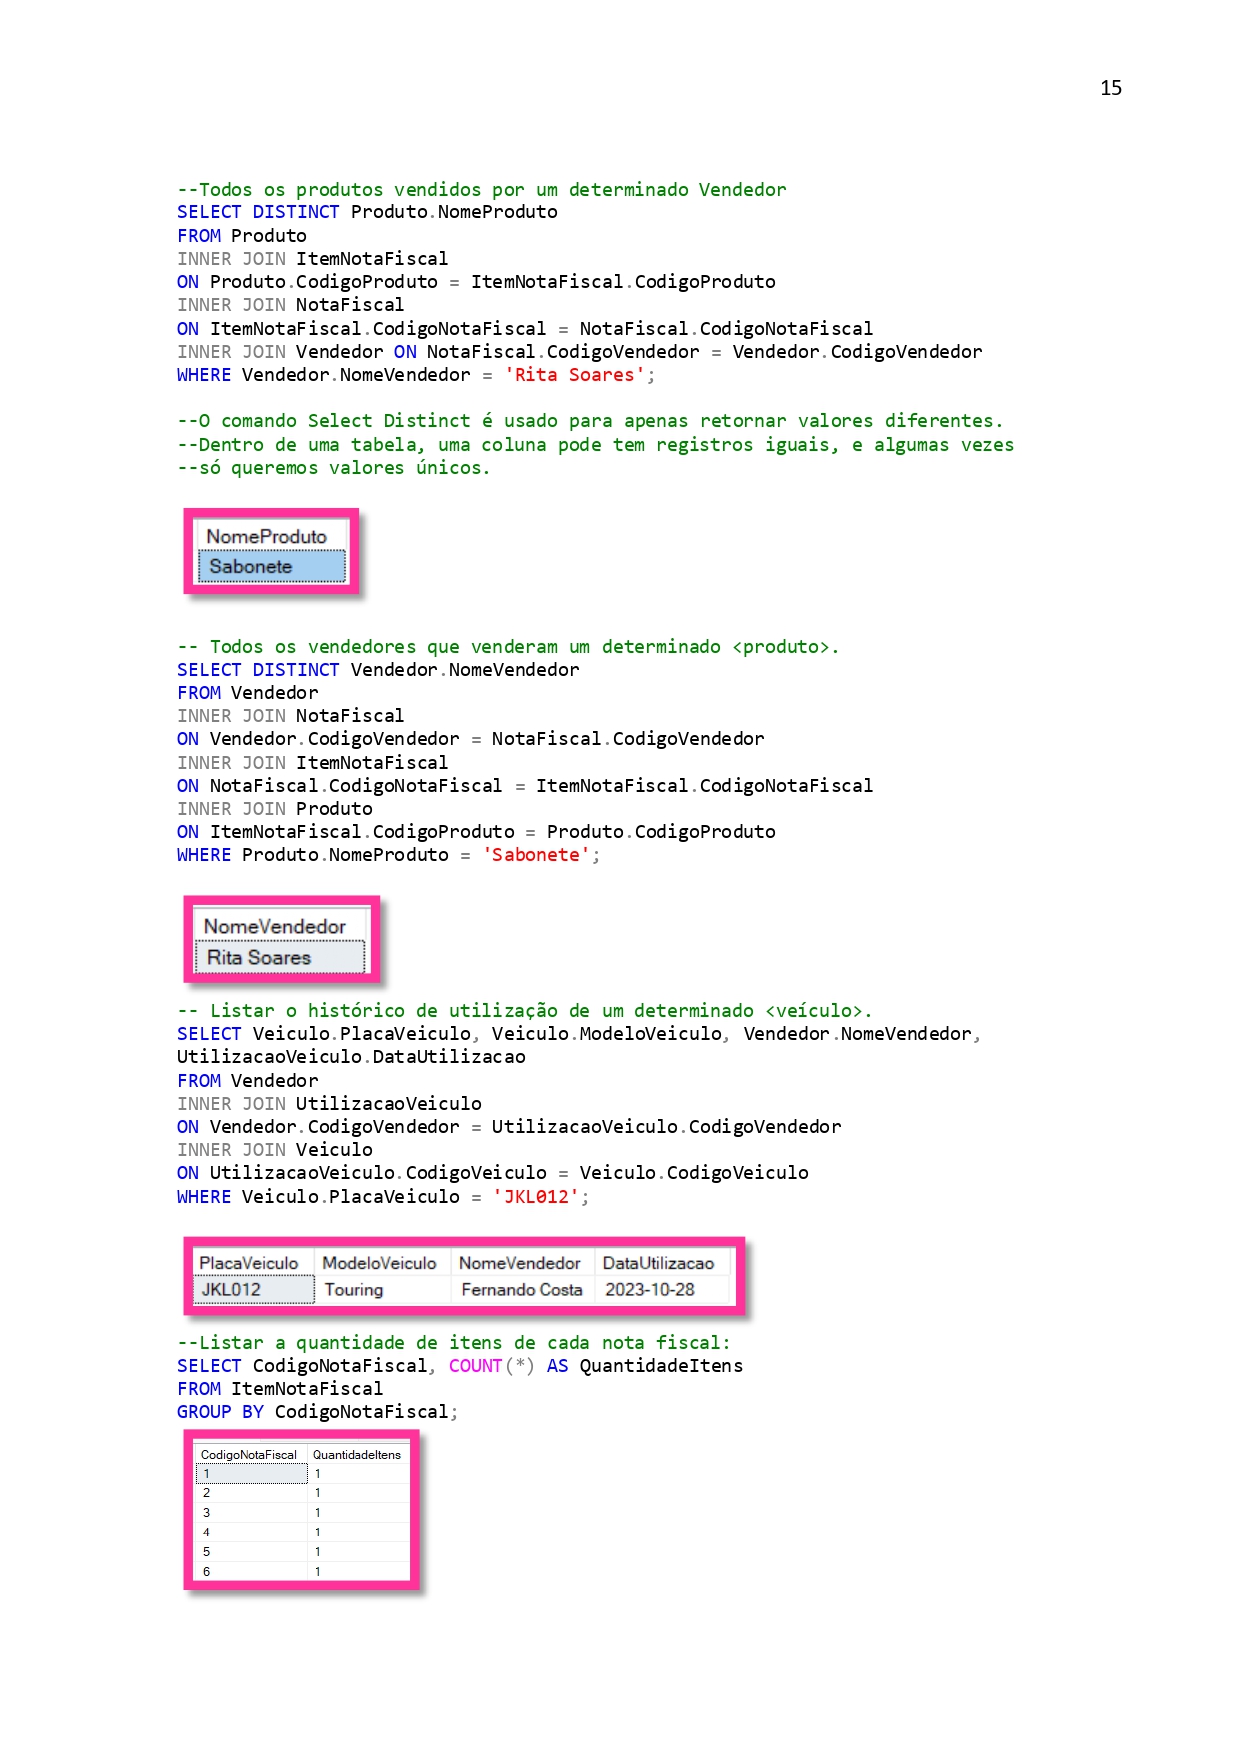 15
--Todos os produtos vendidos por um determinado Vendedor
SELECT DISTINCT Produto.NomeProduto
FROM Produto
INNER JOIN ItemNotaFiscal
ON Produto.CodigoProduto = ItemNotaFiscal.CodigoProduto
INNER JOIN NotaFiscal
ON ItemNotaFiscal.CodigoNotaFiscal = NotaFiscal.CodigoNotaFiscal
INNER JOIN Vendedor ON NotaFiscal.CodigoVendedor = Vendedor.CodigoVendedor
WHERE Vendedor.NomeVendedor = 'Rita Soares';
--O comando Select Distinct é usado para apenas retornar valores diferentes.
--Dentro de uma tabela, uma coluna pode tem registros iguais, e algumas vezes
--só queremos valores únicos.
NomeProduto
Sabonete
-- Todos os vendedores que venderam um determinado <produto>.
SELECT DISTINCT Vendedor.NomeVendedor
FROM Vendedor
INNER JOIN NotaFiscal
ON Vendedor.CodigoVendedor = NotaFiscal.CodigoVendedor
INNER JOIN ItemNotaFiscal
ON NotaFiscal.CodigoNotaFiscal = ItemNotaFiscal.CodigoNotaFiscal
INNER JOIN Produto
ON ItemNotaFiscal.CodigoProduto = Produto.CodigoProduto
WHERE Produto.NomeProduto = 'Sabonete';
NomeVendedor
Rita Soares
-- Listar o histórico de utilização de um determinado <veículo>.
SELECT Veiculo.PlacaVeiculo, Veiculo.ModeloVeiculo, Vendedor.NomeVendedor,
UtilizacaoVeiculo.DataUtilizacao
FROM Vendedor
INNER JOIN UtilizacaoVeiculo
ON Vendedor.CodigoVendedor = UtilizacaoVeiculo.CodigoVendedor
INNER JOIN Veiculo
ON UtilizacaoVeiculo.CodigoVeiculo = Veiculo.CodigoVeiculo
WHERE Veiculo.PlacaVeiculo = 'JKL012';
PlacaVeiculo ModeloVeiculo NomeVendedor DataUtilizacao
JKL012 Touring Fernando Costa 2023-10-28
--Listar a quantidade de itens de cada nota fiscal:
SELECT CodigoNotaFiscal, COUNT(*) AS QuantidadeItens
FROM ItemNotaFiscal
GROUP BY CodigoNotaFiscal;
CodigoNotaFiscal QuantidadeItens
1 1
2 1
3 1
4 1
5 1
6 1